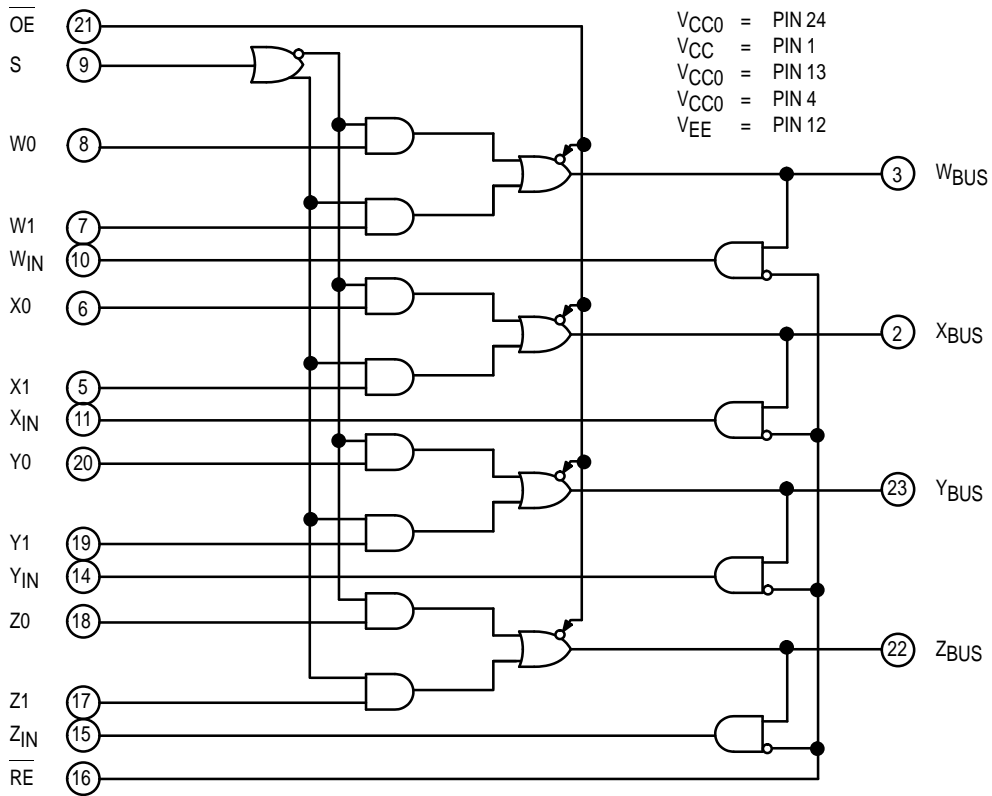 OE 21
S 9
W0 8
W1 7
WIN 10
X0 6
X1 5
XIN 11
Y0 20
Y1 19
YIN 14
Z0 18
Z1 17
ZIN 15
RE 16
VCC0 = PIN 24
VCC = PIN 1
VCC0 = PIN 13
VCC0 = PIN 4
VEE = PIN 12
3 WBUS
2 XBUS
23 YBUS
22 ZBUS